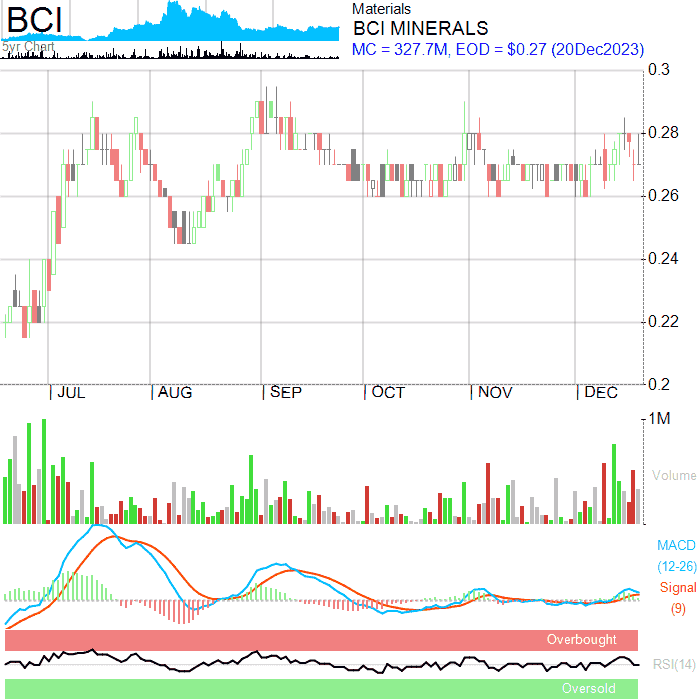 BCI
5yr Chart
Materials
BCI MINERALS
MC = 327.7M, EOD = $0.27 (20Dec2023)
0.3
0.28
0.26
0.24
0.22
0.2
JUL AUG SEP OCT NOV DEC
1M
Volume
MACD
(12-26)
Signal
(9)
Overbought
RSI(14)
Oversold